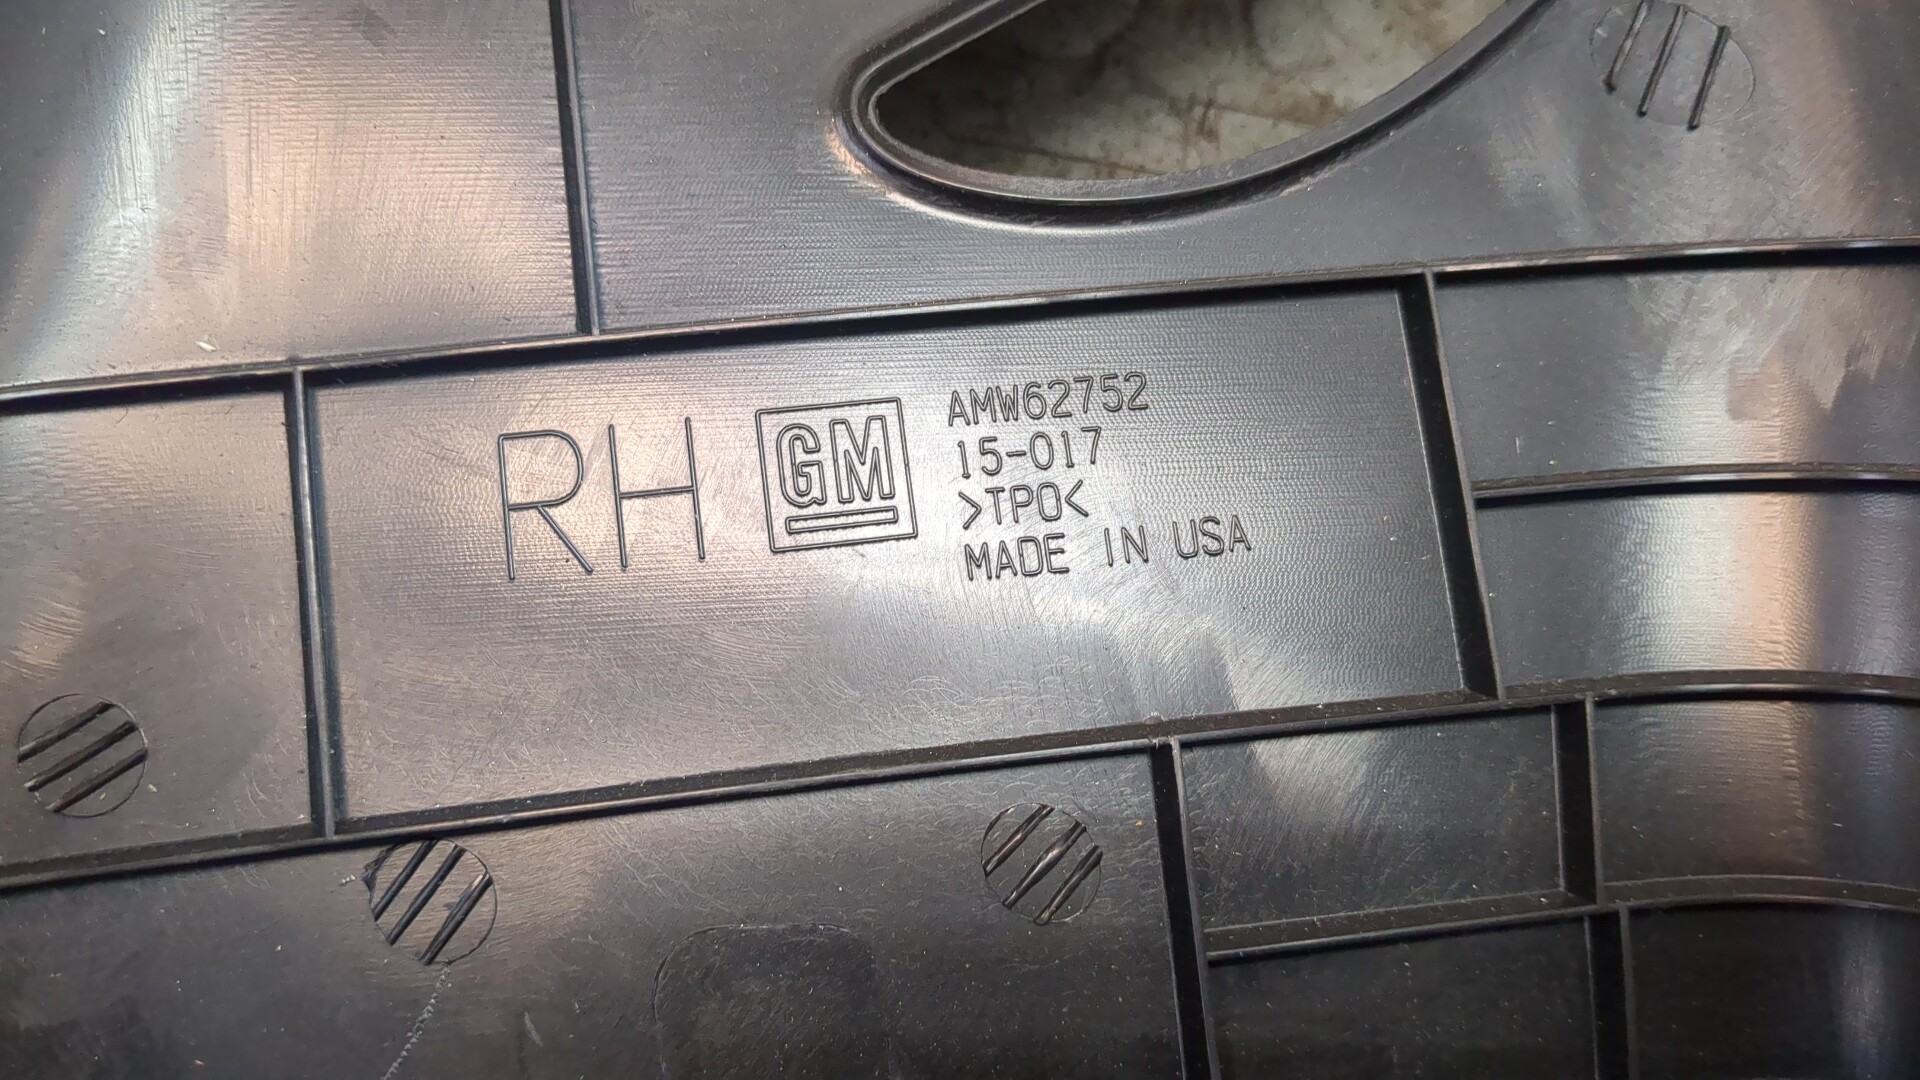 RH
GM
AMW62752
15-017
>TPO<
MADE IN USA